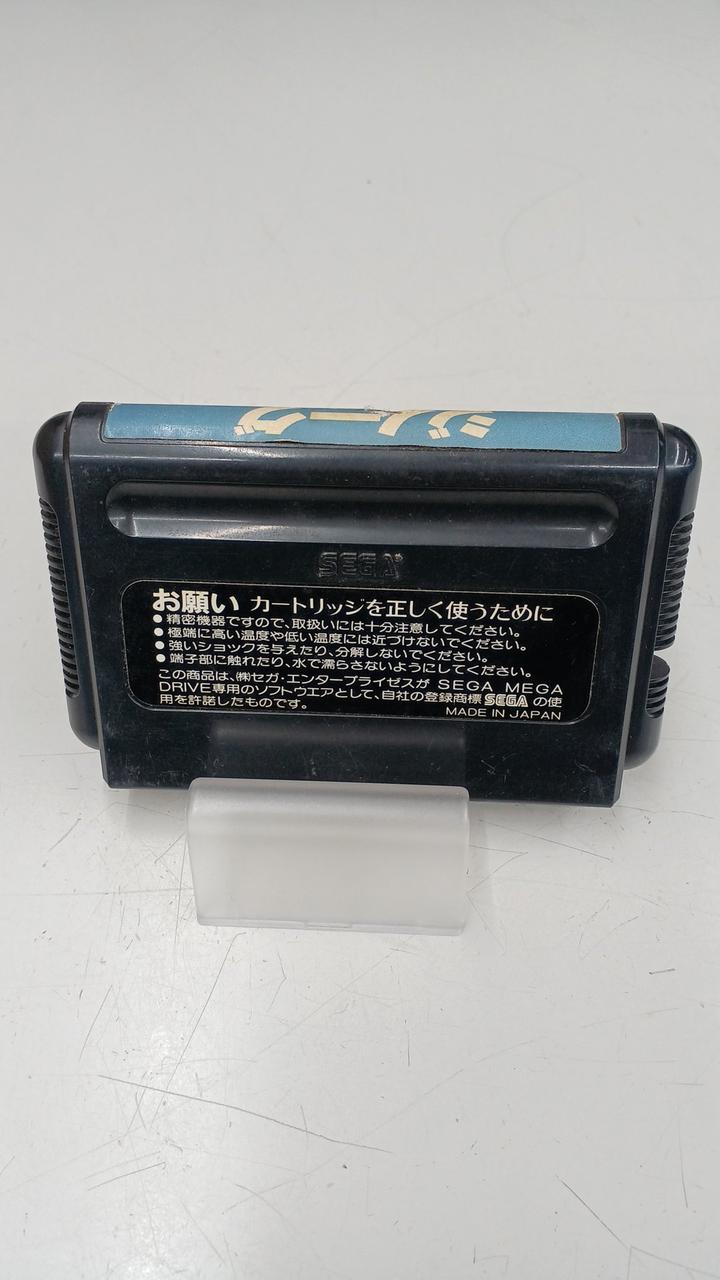 ジノーグ
SEGA
お願い カートリッジを正しく使うために
●精密機器ですので、取扱いには十分注意してください。
●極端に高い温度や低い温度には近づけないでください。
●強いショックを与えたり、分解しないでください。
●端子部に触れたり、水で濡らさないようにしてください。
この商品は、㈱セガ・エンタープライゼスが SEGA MEGA
DRIVE専用のソフトウエアとして、自社の登録商標 SEGA の使
用を許諾したものです。
MADE IN JAPAN